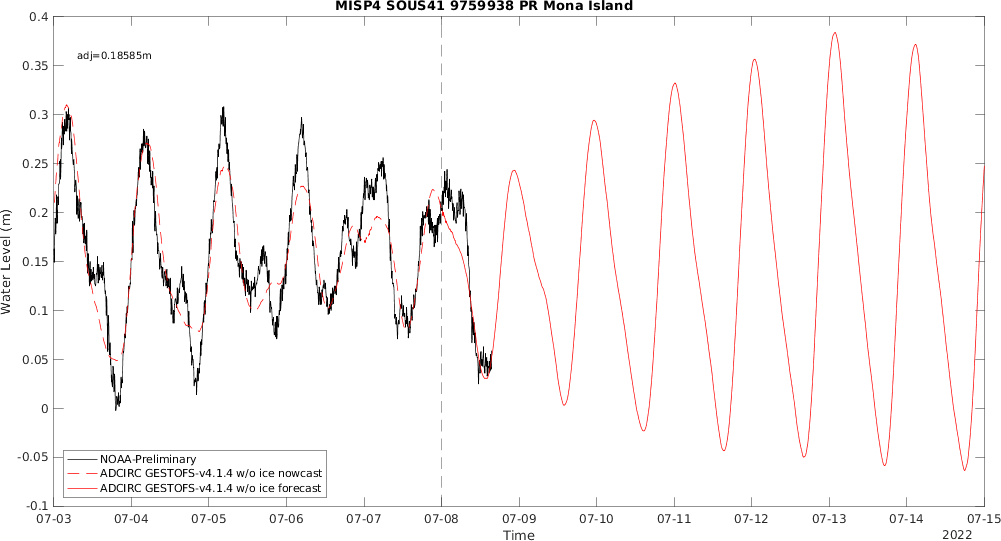 MISP4 SOUS41 9759938 PR Mona Island
adj=0.18585m
0.4
0.35
0.3
0.25
0.2
0.15
0.1
0.05
0
-0.05
-0.1
Water Level (m)
NOAA-Preliminary
ADCIRC GESTOFS-v4.1.4 w/o ice nowcast
ADCIRC GESTOFS-v4.1.4 w/o ice forecast
07-03 07-04 07-05 07-06 07-07 07-08 07-09 07-10 07-11 07-12 07-13 07-14 07-15
Time
2022